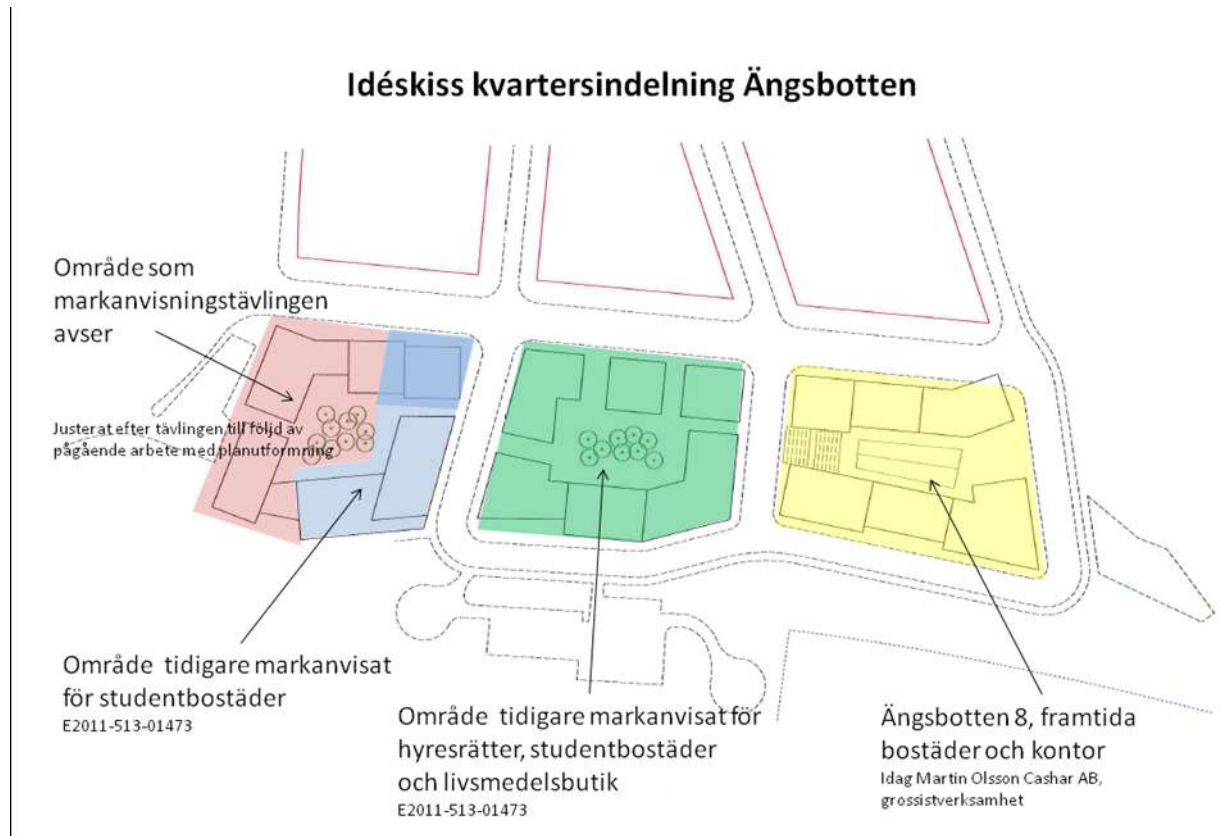 Idéskiss kvartersindelning Ängsbotten
Område som
markanvisningstävlingen
avser
Justerat efter tävlingen till följd av
pågående arbete med planutformning
Område tidigare markanvisat
för studentbostäder
E2011-513-01473
Område tidigare markanvisat för
hyresrätter, studentbostäder
och livsmedelsbutik
E2011-513-01473
Ängsbotten 8, framtida
bostäder och kontor
Idag Martin Olsson Cashar AB,
grossistverksamhet